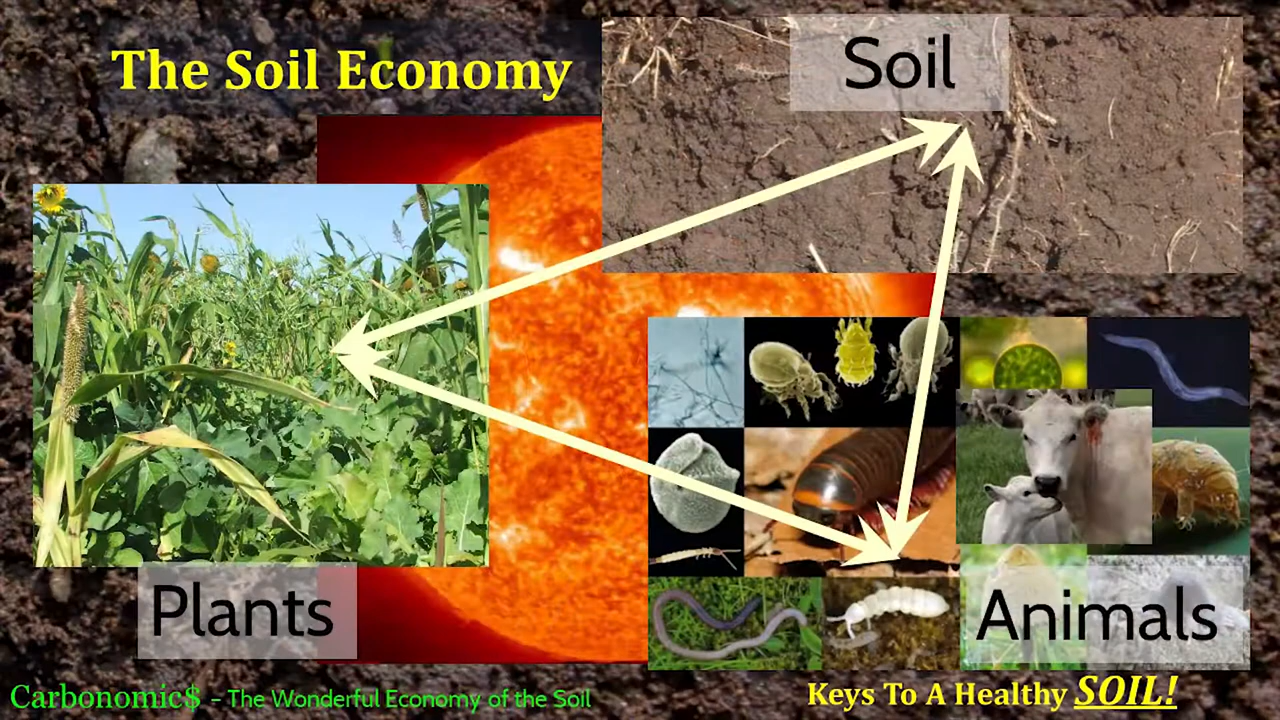 The Soil Economy
Soil
Plants
Animals
Carbonomic$ – The Wonderful Economy of the Soil
Keys To A Healthy SOIL!